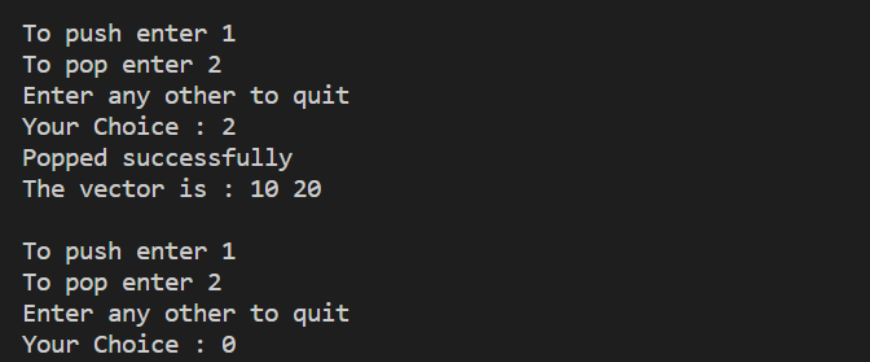 To push enter 1
To pop enter 2
Enter any other to quit
Your Choice : 2
Popped successfully
The vector is : 10 20
To push enter 1
To pop enter 2
Enter any other to quit
Your Choice : 0